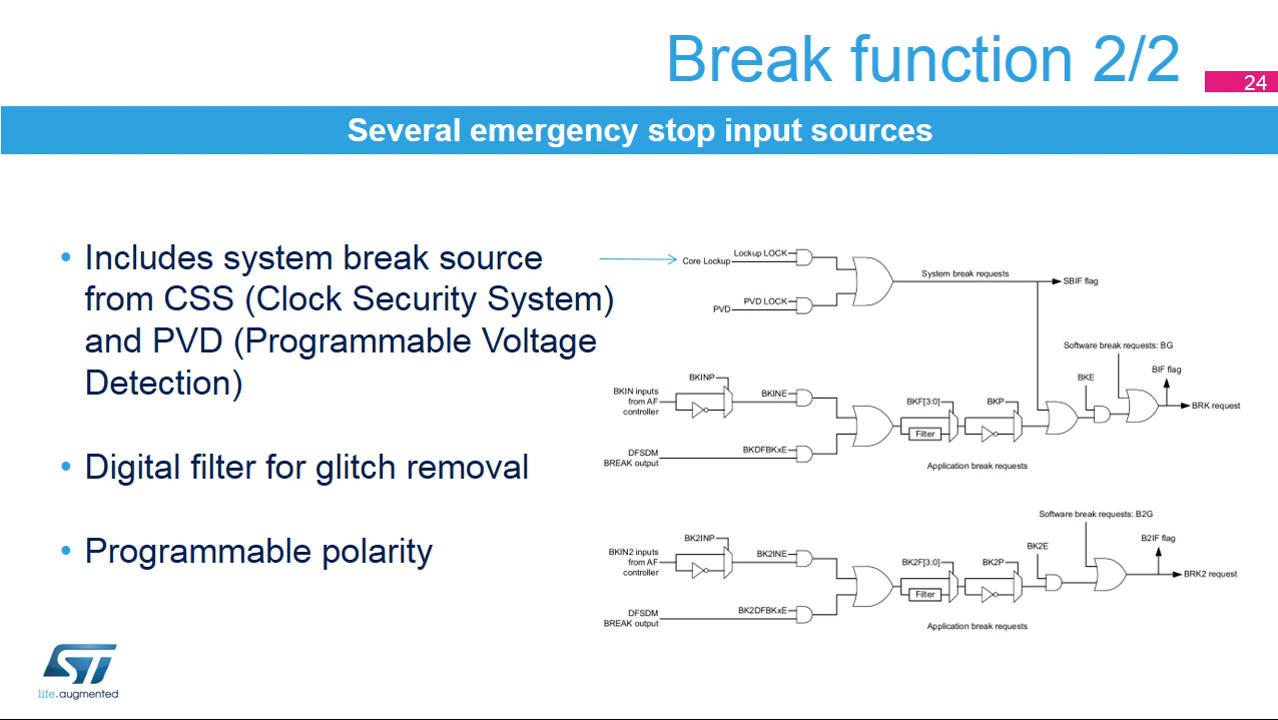 Break function 2/2
24
Several emergency stop input sources
• Includes system break source
from CSS (Clock Security System)
and PVD (Programmable Voltage
Detection)
• Digital filter for glitch removal
• Programmable polarity
Lockup LOCK
Core Lockup
System break requests
SBIF flag
PVD LOCK
PVD
Software break requests: BG
BIF flag
BKINP
BKE
BKIN inputs
from AF
controller
BKINE
BKF[3:0]
BKP
BRK request
Filter
DFSDM
BREAK output
BKDFBKxE
Application break requests
Software break requests: B2G
BK2INP
B2IF flag
BK2E
BKIN2 inputs
from AF
controller
BK2INE
BK2F[3:0]
BK2P
BRK2 request
Filter
DFSDM
BREAK output
BK2DFBKxE
Application break requests
ST
life.augmented